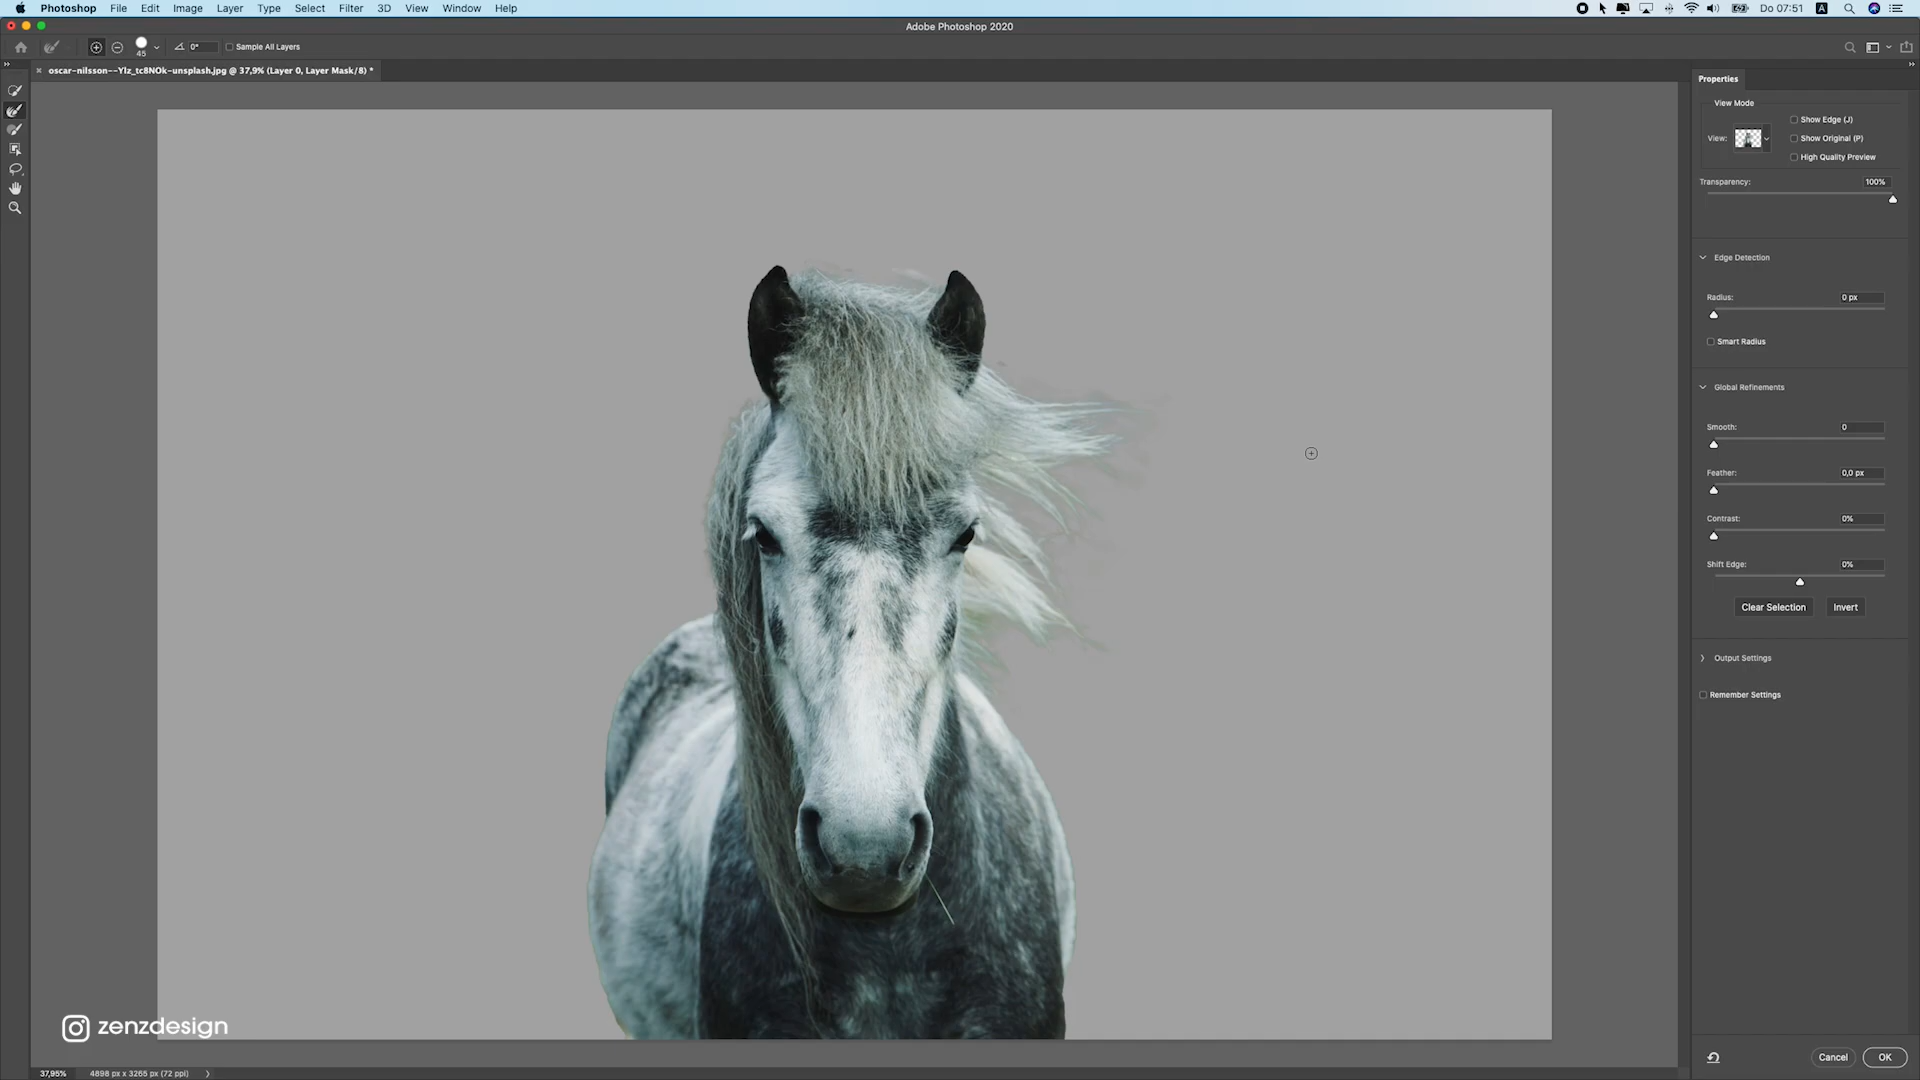 Photoshop File Edit Image Layer Type Select Filter 3D View Window Help Do 07:51 A
Adobe Photoshop 2020
45 0° Sample All Layers
oscar-nilsson--Ylz_tc8NOk-unsplash.jpg @ 37,9% (Layer 0, Layer Mask/8) *
Properties
View Mode
Show Edge (J)
View: Show Original (P)
High Quality Preview
Transparency: 100%
Edge Detection
Radius: 0 px
Smart Radius
Global Refinements
Smooth: 0
Feather: 0,0 px
Contrast: 0%
Shift Edge: 0%
Clear Selection Invert
Output Settings
Remember Settings
zenzdesign
Cancel OK
37,95% 4898 px x 3265 px (72 ppi)